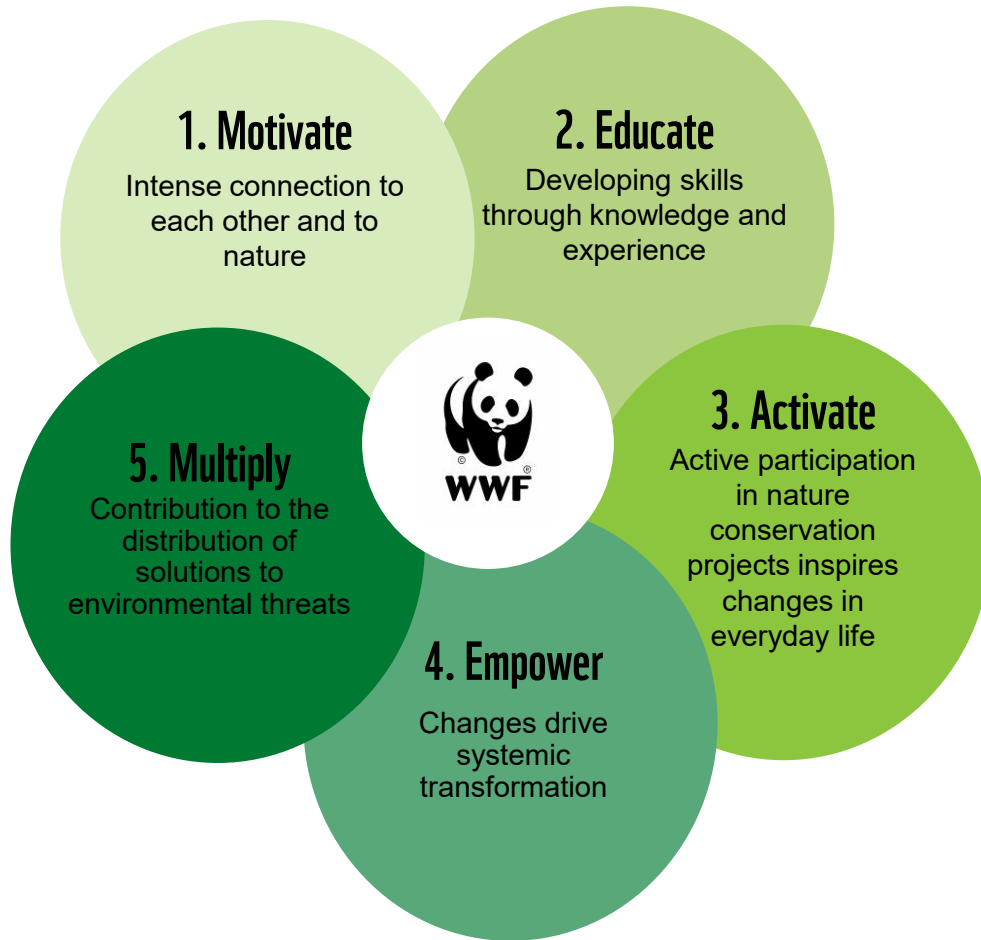 1. Motivate
Intense connection to
each other and to
nature
2. Educate
Developing skills
through knowledge and
experience
3. Activate
Active participation
in nature
conservation
projects inspires
changes in
everyday life
4. Empower
Changes drive
systemic
transformation
5. Multiply
Contribution to the
distribution of
solutions to
environmental threats
© ®
WWF